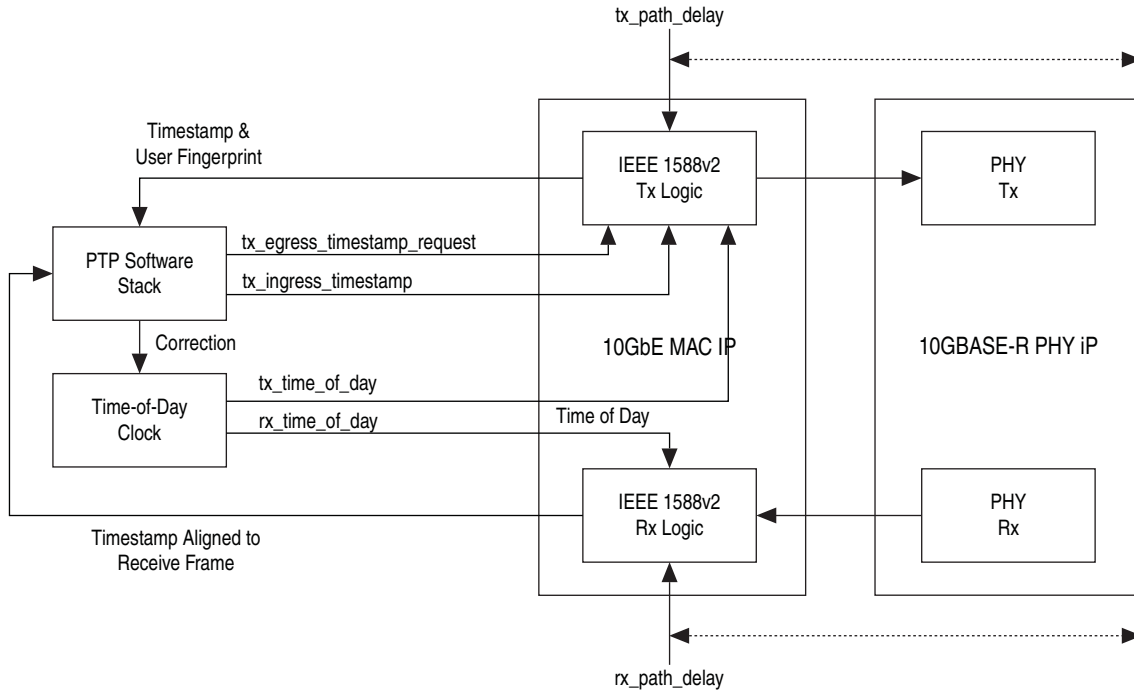 tx_path_delay
Timestamp &
User Fingerprint
IEEE 1588v2
Tx Logic
PHY
Tx
tx_egress_timestamp_request
PTP Software
Stack
tx_ingress_timestamp
Correction
10GbE MAC IP
10GBASE-R PHY iP
tx_time_of_day
Time-of-Day
Clock
rx_time_of_day
Time of Day
IEEE 1588v2
Rx Logic
PHY
Rx
Timestamp Aligned to
Receive Frame
rx_path_delay